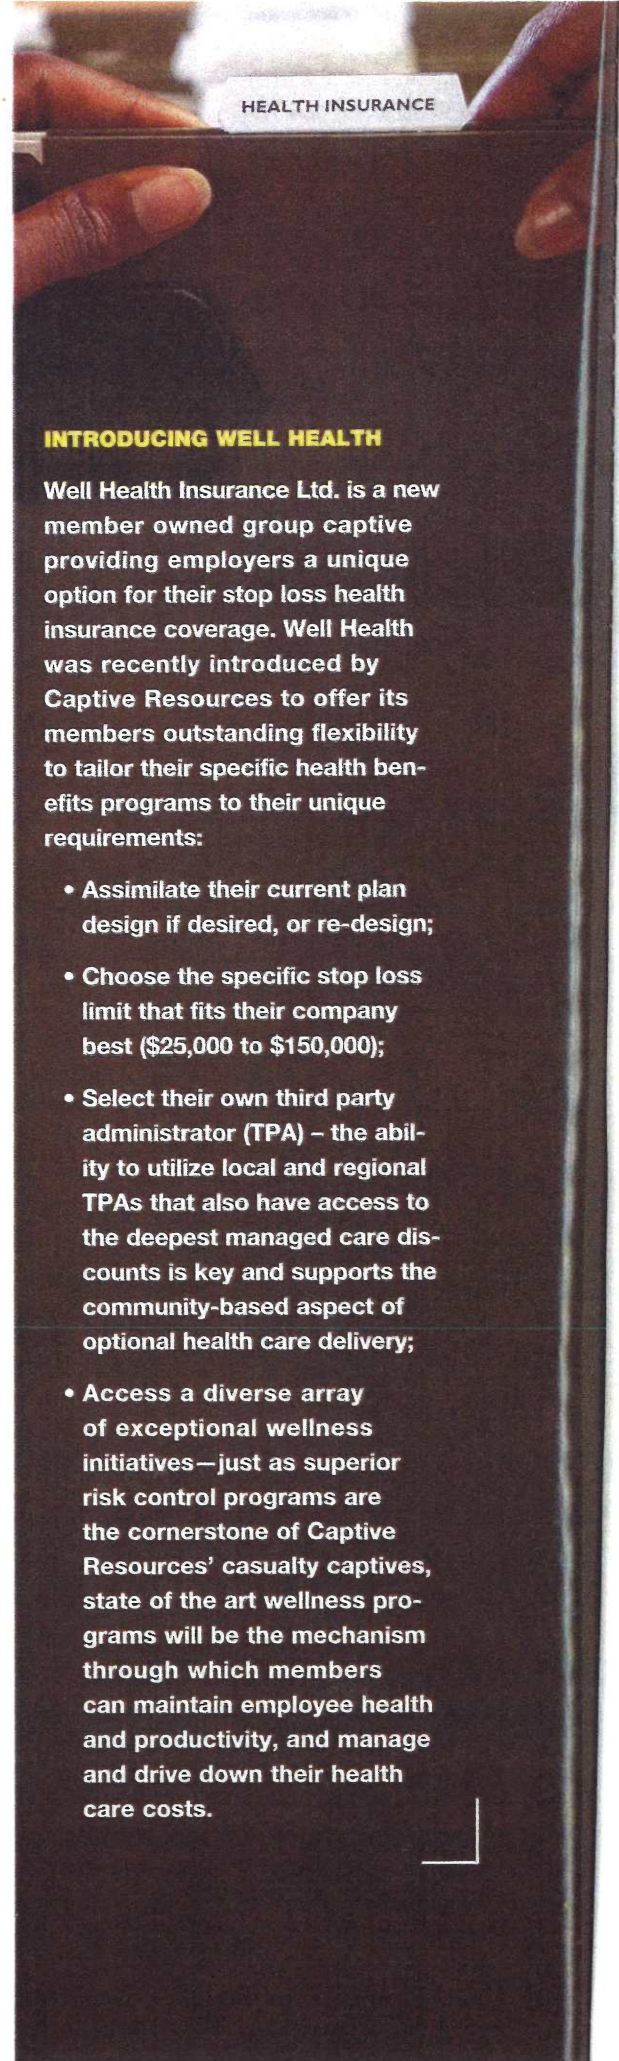 HEALTH INSURANCE
INTRODUCING WELL HEALTH
Well Health Insurance Ltd. is a new
member owned group captive
providing employers a unique
option for their stop loss health
insurance coverage. Well Health
was recently introduced by
Captive Resources to offer its
members outstanding flexibility
to tailor their specific health ben-
efits programs to their unique
requirements:
• Assimilate their current plan
design if desired, or re-design;
• Choose the specific stop loss
limit that fits their company
best ($25,000 to $150,000);
• Select their own third party
administrator (TPA) – the abil-
ity to utilize local and regional
TPAs that also have access to
the deepest managed care dis-
counts is key and supports the
community-based aspect of
optional health care delivery;
• Access a diverse array
of exceptional wellness
initiatives—just as superior
risk control programs are
the cornerstone of Captive
Resources' casualty captives,
state of the art wellness pro-
grams will be the mechanism
through which members
can maintain employee health
and productivity, and manage
and drive down their health
care costs.